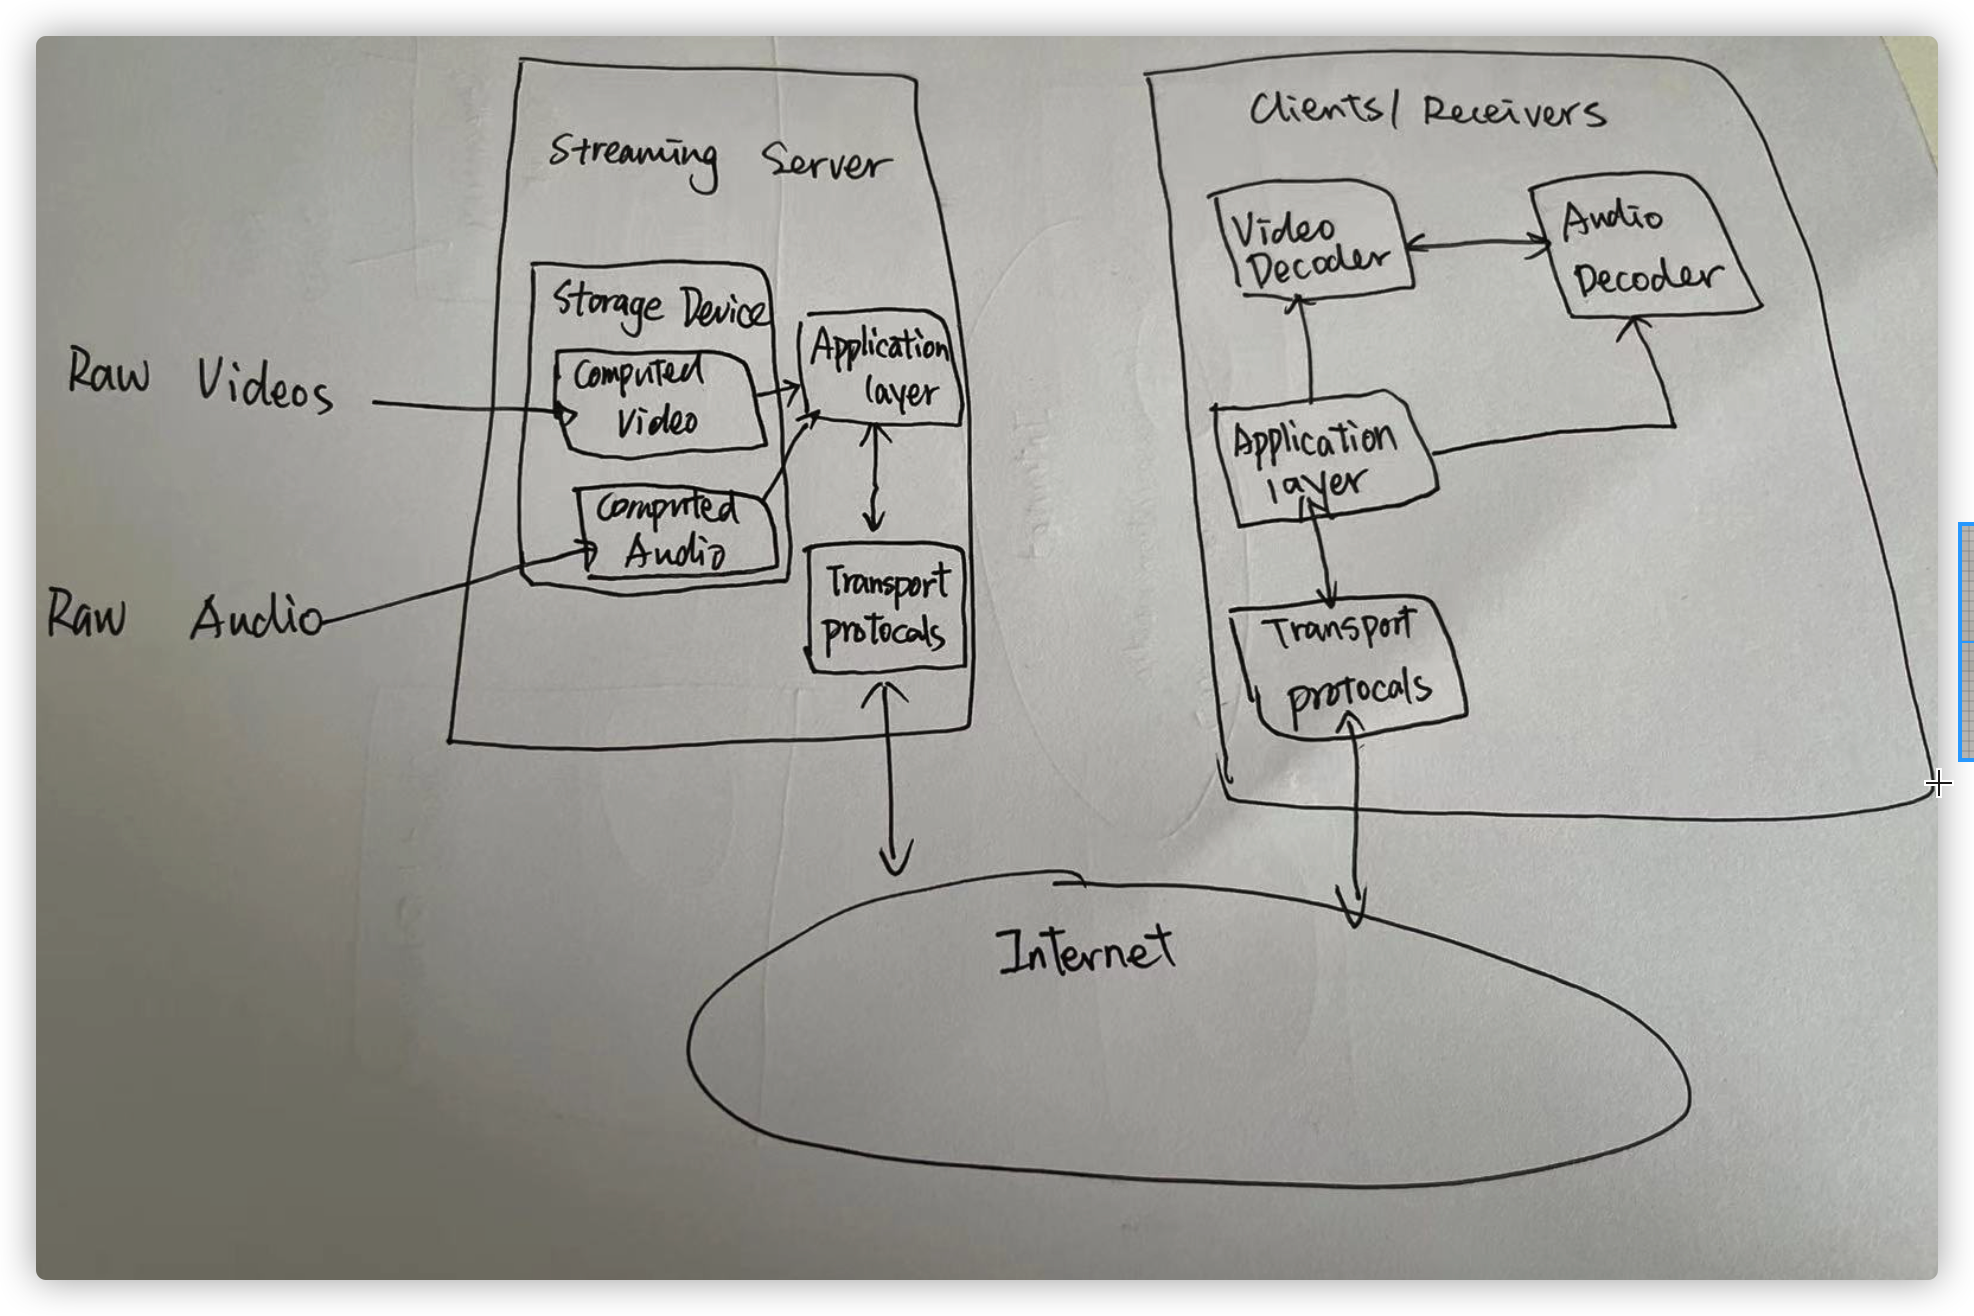 Streaming Server
Storage Device
Computed
Video
Computed
Audio
Application
layer
Transport
protocals
Raw Videos
Raw Audio
Clients/Receivers
Video
Decoder
Audio
Decoder
Application
layer
Transport
protocals
Internet